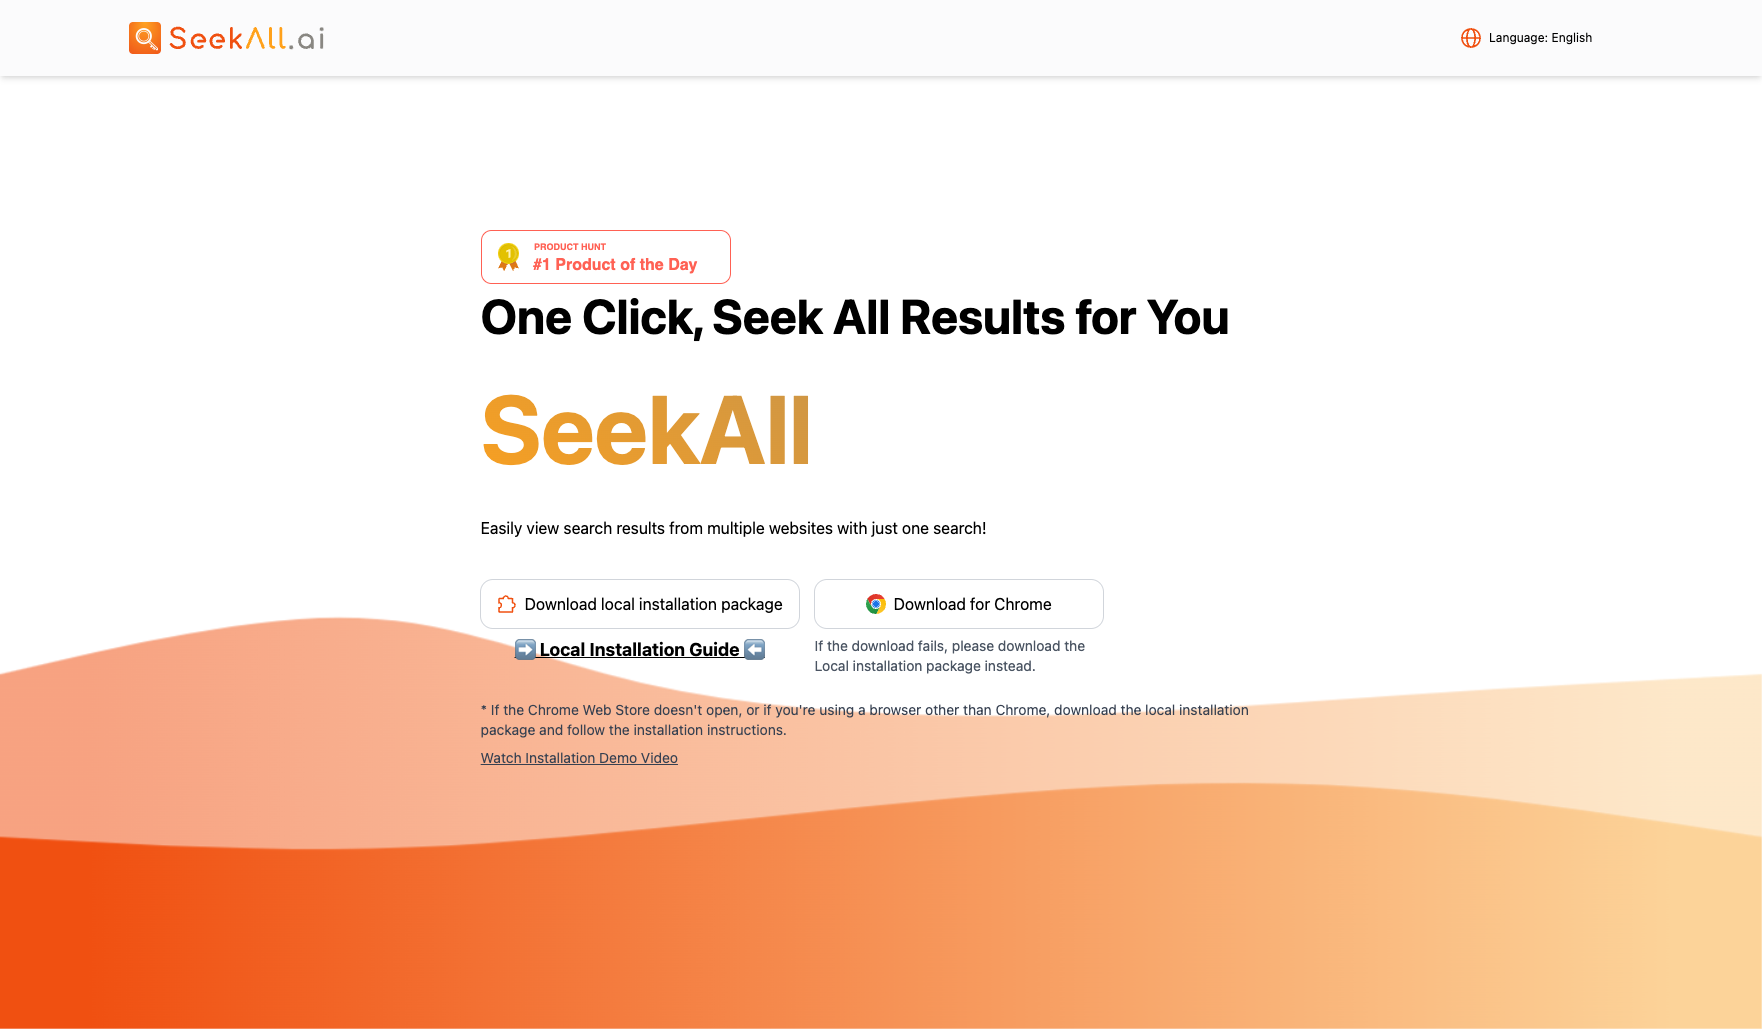 SeekAll.ai
Language: English
1
PRODUCT HUNT
#1 Product of the Day
One Click, Seek All Results for You
SeekAll
Easily view search results from multiple websites with just one search!
Download local installation package
Download for Chrome
➡️ Local Installation Guide ⬅️
If the download fails, please download the
Local installation package instead.
* If the Chrome Web Store doesn't open, or if you're using a browser other than Chrome, download the local installation
package and follow the installation instructions.
Watch Installation Demo Video